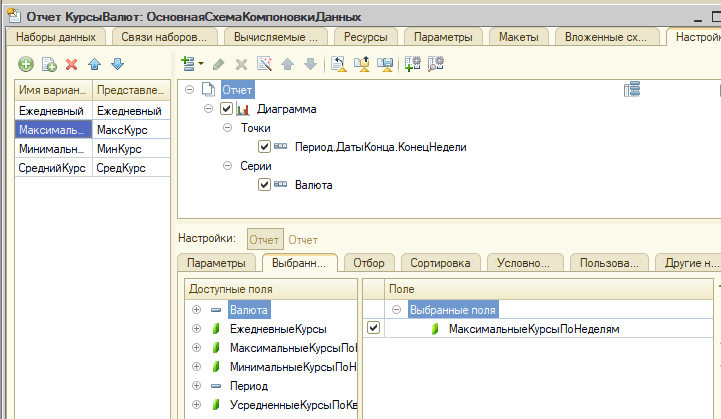 Отчет КурсыВалют: ОсновнаяСхемаКомпоновкиДанных
Наборы данных Связи наборов... Вычисляемые ... Ресурсы Параметры Макеты Вложенные сх... Настройк
Имя вариан... Представле...
Ежедневный Ежедневный
Максималь... МаксКурс
Минимальн... МинКурс
СреднийКурс СредКурс
Отчет
Диаграмма
Точки
Период.ДатыКонца.КонецНедели
Серии
Валюта
Настройки: Отчет Отчет
Параметры Выбранн... Отбор Сортировка Условно... Пользова... Другие н...
Доступные поля
Валюта
ЕжедневныеКурсы
МаксимальныеКурсыПоН
МинимальныеКурсыПоН
Период
УсредненныеКурсыПоКв
Поле
Выбранные поля
МаксимальныеКурсыПоНеделям